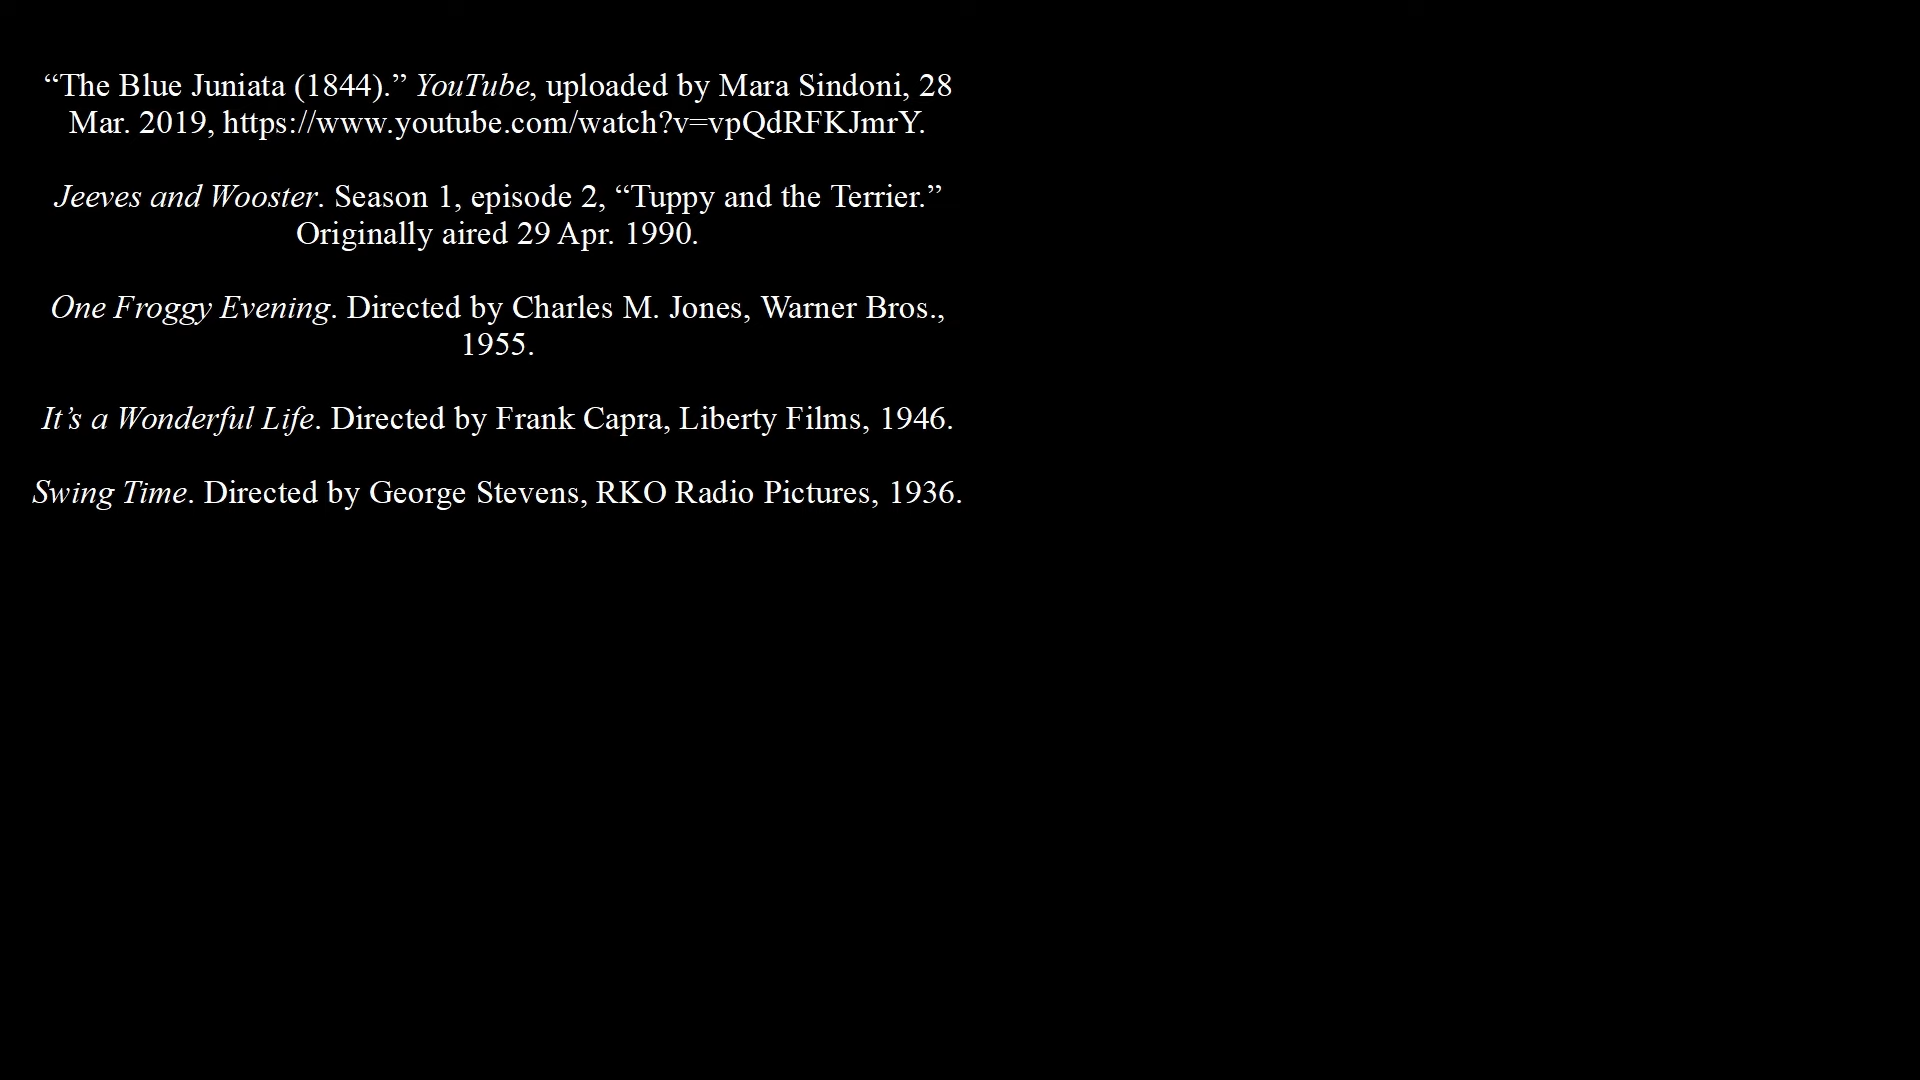 “The Blue Juniata (1844).” YouTube, uploaded by Mara Sindoni, 28
Mar. 2019, https://www.youtube.com/watch?v=vpQdRFKJmrY.
Jeeves and Wooster. Season 1, episode 2, “Tuppy and the Terrier.”
Originally aired 29 Apr. 1990.
One Froggy Evening. Directed by Charles M. Jones, Warner Bros.,
1955.
It’s a Wonderful Life. Directed by Frank Capra, Liberty Films, 1946.
Swing Time. Directed by George Stevens, RKO Radio Pictures, 1936.